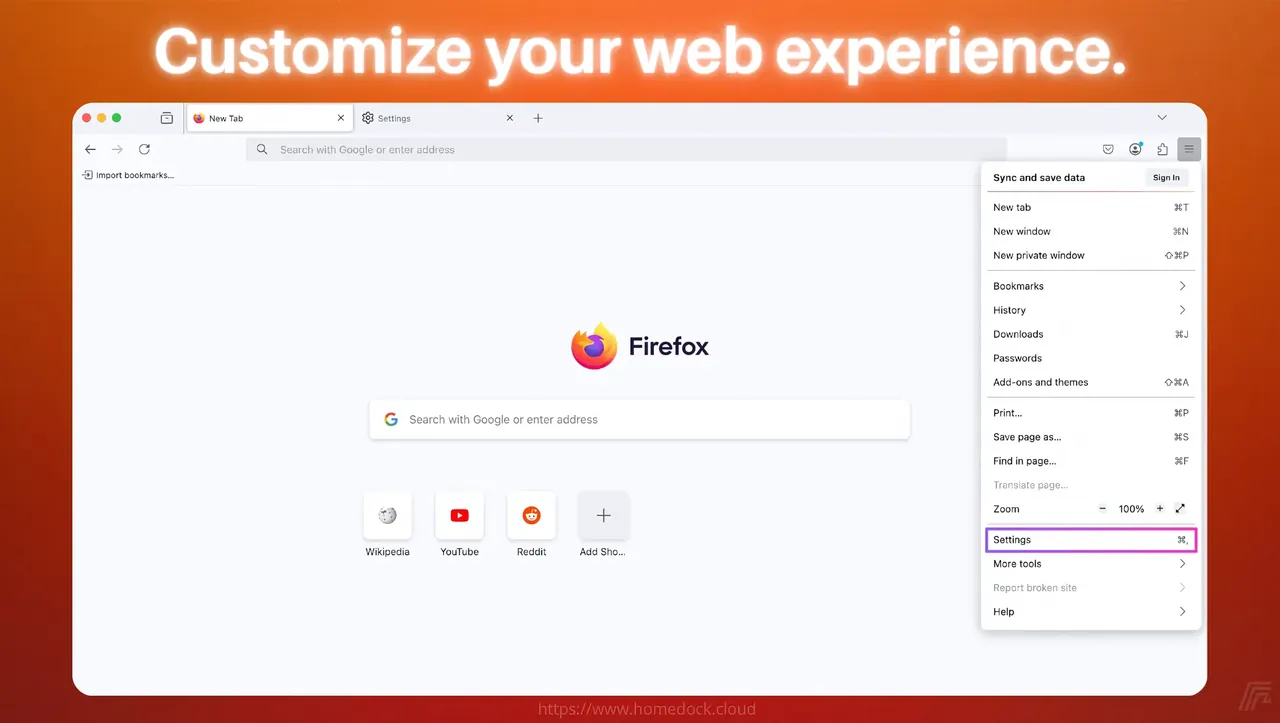 Customize your web experience.
New Tab
Settings
Search with Google or enter address
Import bookmarks...
Sync and save data Sign In
New tab ⌘T
New window ⌘N
New private window ⇧⌘P
Bookmarks
History
Downloads ⌘J
Passwords
Add-ons and themes ⇧⌘A
Print... ⌘P
Save page as... ⌘S
Find in page... ⌘F
Translate page...
Zoom − 100% +
Settings ⌘,
More tools
Report broken site
Help
Firefox
Search with Google or enter address
Wikipedia
YouTube
Reddit
Add Sho...
https://www.homedock.cloud